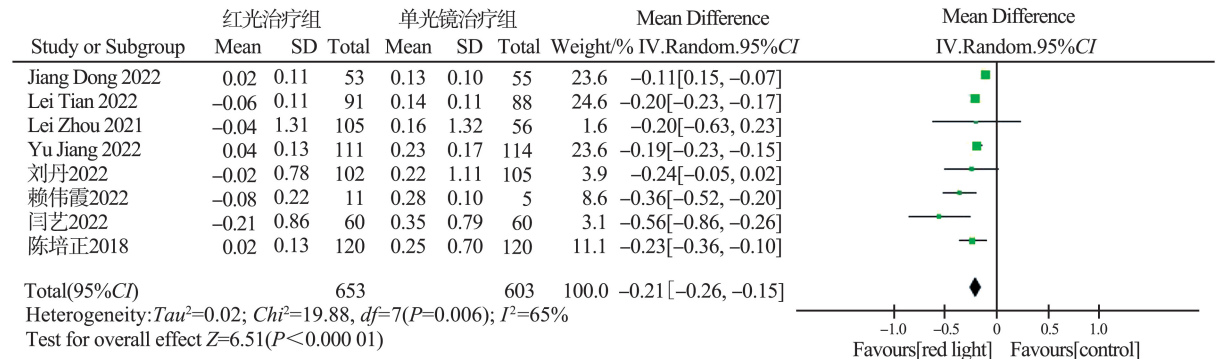 红光治疗组 单光镜治疗组 Mean Difference Mean Difference
Study or Subgroup Mean SD Total Mean SD Total Weight/% IV.Random.95%CI IV.Random.95%CI
Jiang Dong 2022 0.02 0.11 53 0.13 0.10 55 23.6 −0.11[0.15, −0.07]
Lei Tian 2022 −0.06 0.11 91 0.14 0.11 88 24.6 −0.20[−0.23, −0.17]
Lei Zhou 2021 −0.04 1.31 105 0.16 1.32 56 1.6 −0.20[−0.63, 0.23]
Yu Jiang 2022 0.04 0.13 111 0.23 0.17 114 23.6 −0.19[−0.23, −0.15]
刘丹2022 −0.02 0.78 102 0.22 1.11 105 3.9 −0.24[−0.05, 0.02]
赖伟霞2022 −0.08 0.22 11 0.28 0.10 5 8.6 −0.36[−0.52, −0.20]
闫艺2022 −0.21 0.86 60 0.35 0.79 60 3.1 −0.56[−0.86, −0.26]
陈培正2018 0.02 0.13 120 0.25 0.70 120 11.1 −0.23[−0.36, −0.10]
Total(95%CI) 653 603 100.0 −0.21[−0.26, −0.15]
Heterogeneity:Tau²=0.02; Chi²=19.88, df=7(P=0.006); I²=65%
Test for overall effect Z=6.51(P<0.000 01)
−1.0 −0.5 0 0.5 1.0
Favours[red light] Favours[control]